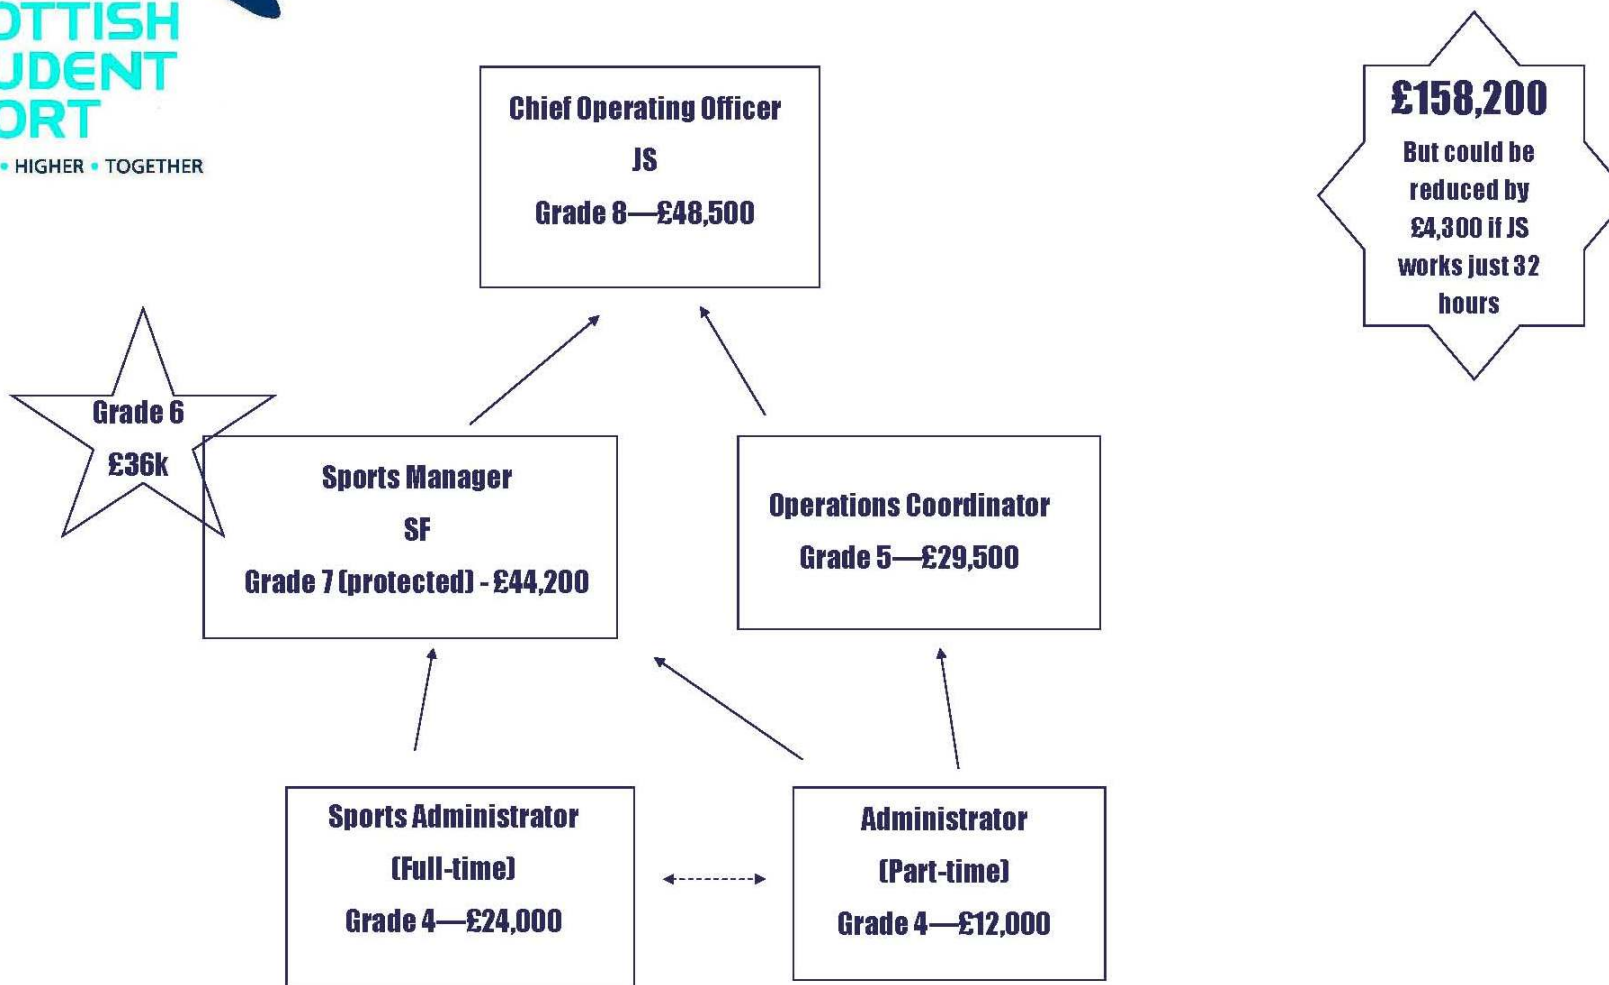 OTTISH
UDENT
ORT
• HIGHER • TOGETHER
Chief Operating Officer
JS
Grade 8—£48,500
£158,200
But could be
reduced by
£4,300 if JS
works just 32
hours
Grade 6
£36k
Sports Manager
SF
Grade 7 (protected) - £44,200
Operations Coordinator
Grade 5—£29,500
Sports Administrator
(Full-time)
Grade 4—£24,000
Administrator
(Part-time)
Grade 4—£12,000